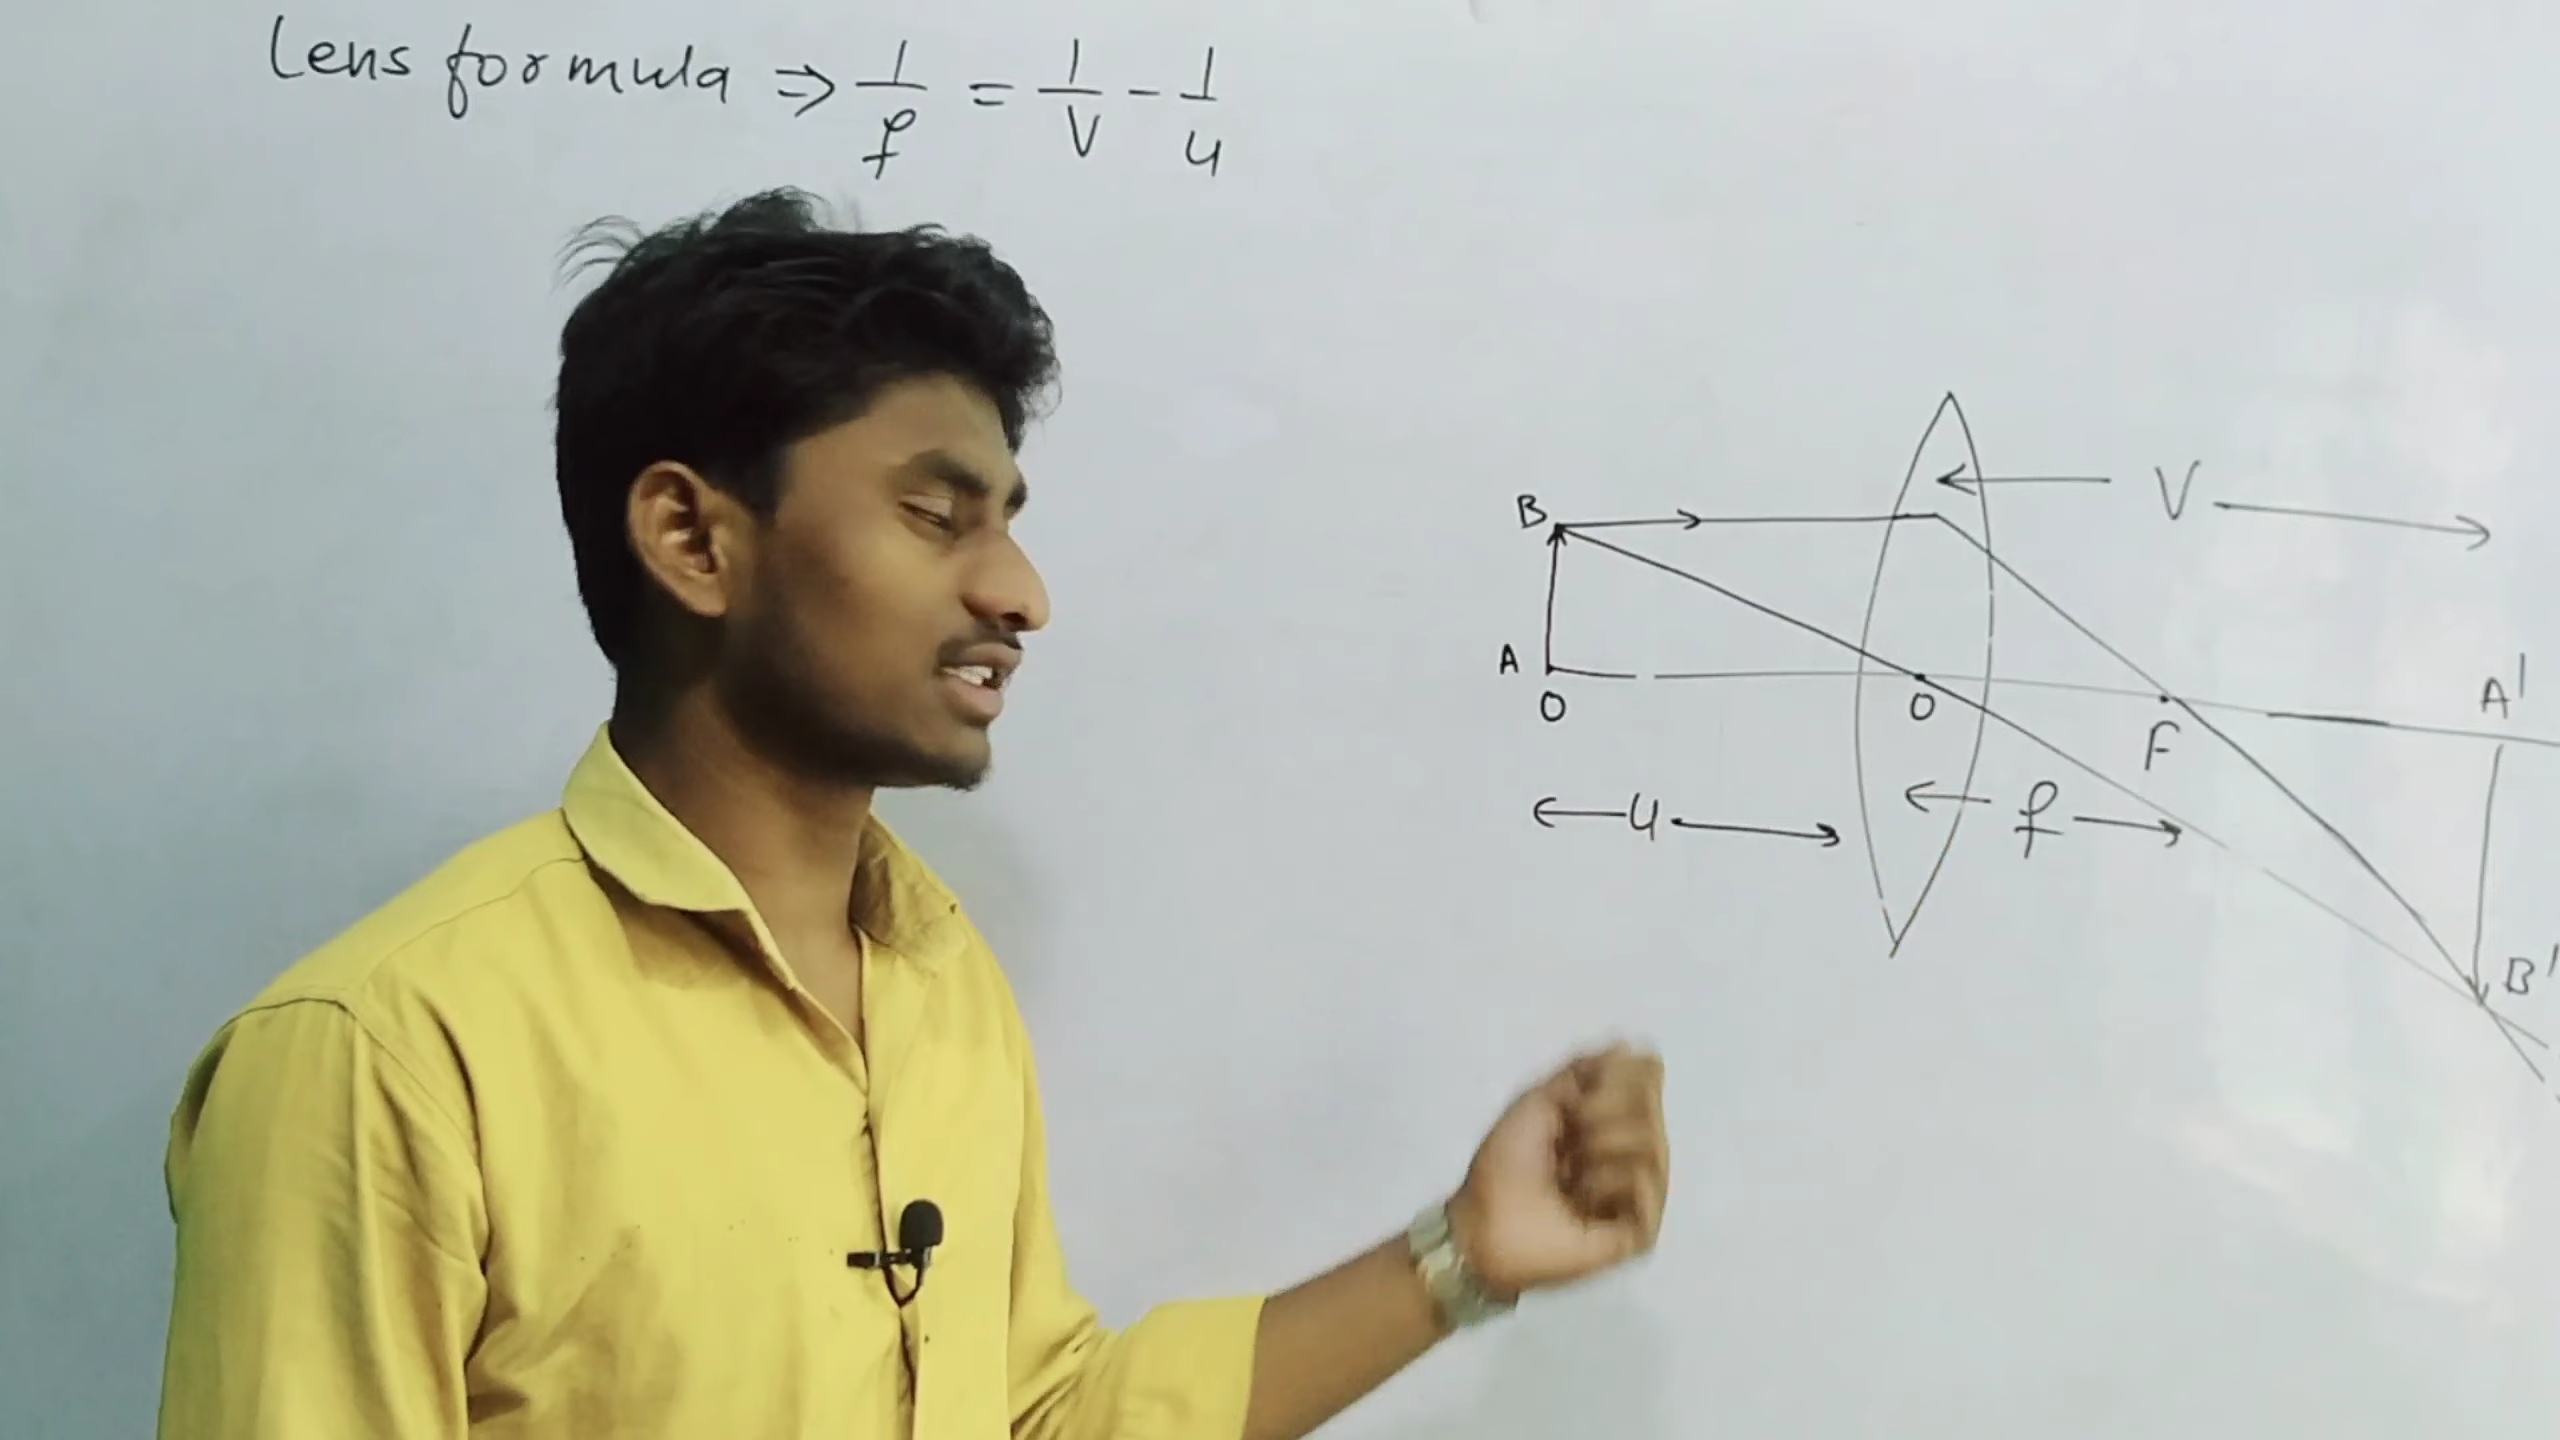 Lens formula ⇒ 1/f = 1/V - 1/u
V
B
A
A'
O
O
F
u
f
B'